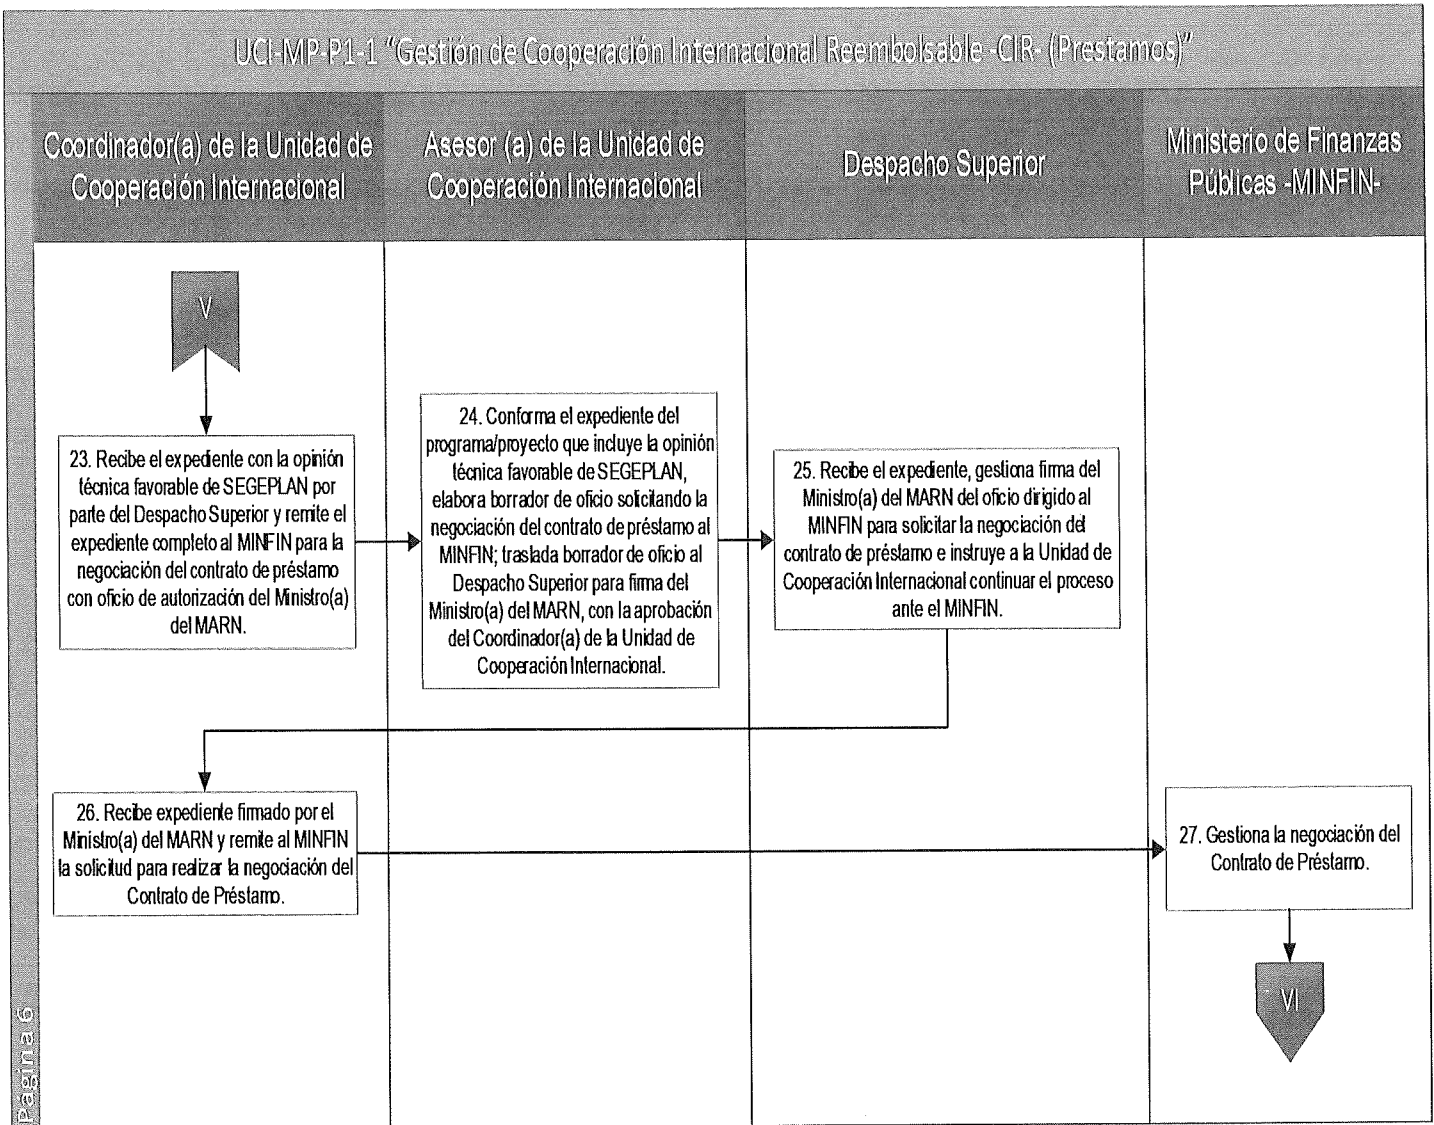 UCI-MP-P1-1 "Gestión de Cooperación Internacional Reembolsable -CIR- (Prestamos)"
Coordinador(a) de la Unidad de
Cooperación Internacional
Asesor (a) de la Unidad de
Cooperación Internacional
Despacho Superior
Ministerio de Finanzas
Públicas -MINFIN-
V
23. Recibe el expediente con la opinión
técnica favorable de SEGEPLAN por
parte del Despacho Superior y remite el
expediente completo al MINFIN para la
negociación del contrato de préstamo
con oficio de autorización del Ministro(a)
del MARN.
24. Conforma el expediente del
programa/proyecto que incluye la opinión
técnica favorable de SEGEPLAN,
elabora borrador de oficio solicitando la
negociación del contrato de préstamo al
MINFIN; traslada borrador de oficio al
Despacho Superior para firma del
Ministro(a) del MARN, con la aprobación
del Coordinador(a) de la Unidad de
Cooperación Internacional.
25. Recibe el expediente, gestiona firma del
Ministro(a) del MARN del oficio dirigido al
MINFIN para solicitar la negociación del
contrato de préstamo e instruye a la Unidad de
Cooperación Internacional continuar el proceso
ante el MINFIN.
26. Recibe expediente firmado por el
Ministro(a) del MARN y remite al MINFIN
la solicitud para realizar la negociación del
Contrato de Préstamo.
27. Gestiona la negociación del
Contrato de Préstamo.
VI
Pagina 6